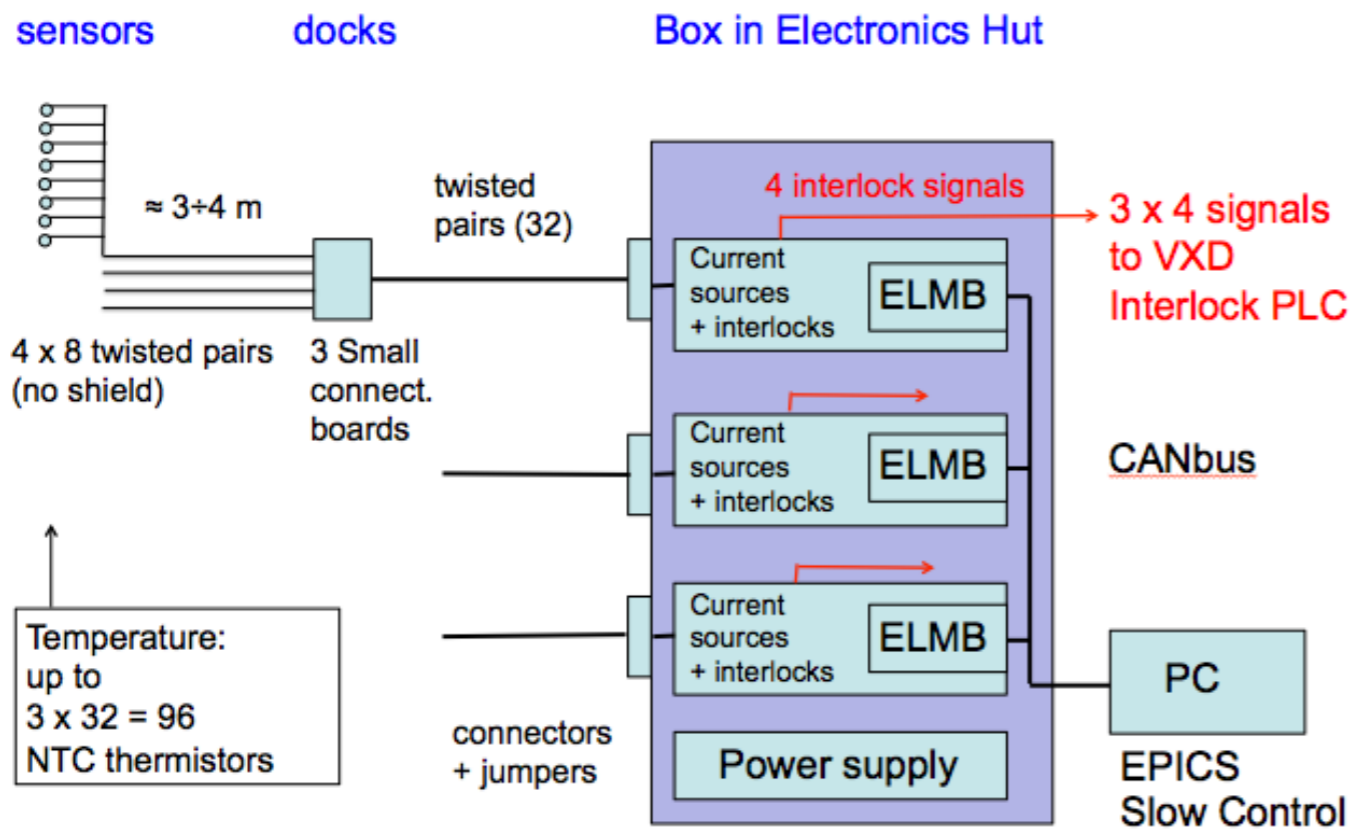 sensors
docks
Box in Electronics Hut
≈ 3÷4 m
twisted
pairs (32)
4 interlock signals
3 x 4 signals
to VXD
Interlock PLC
Current
sources
+ interlocks
ELMB
4 x 8 twisted pairs
(no shield)
3 Small
connect.
boards
Current
sources
+ interlocks
ELMB
CANbus
Temperature:
up to
3 x 32 = 96
NTC thermistors
Current
sources
+ interlocks
ELMB
PC
connectors
+ jumpers
Power supply
EPICS
Slow Control